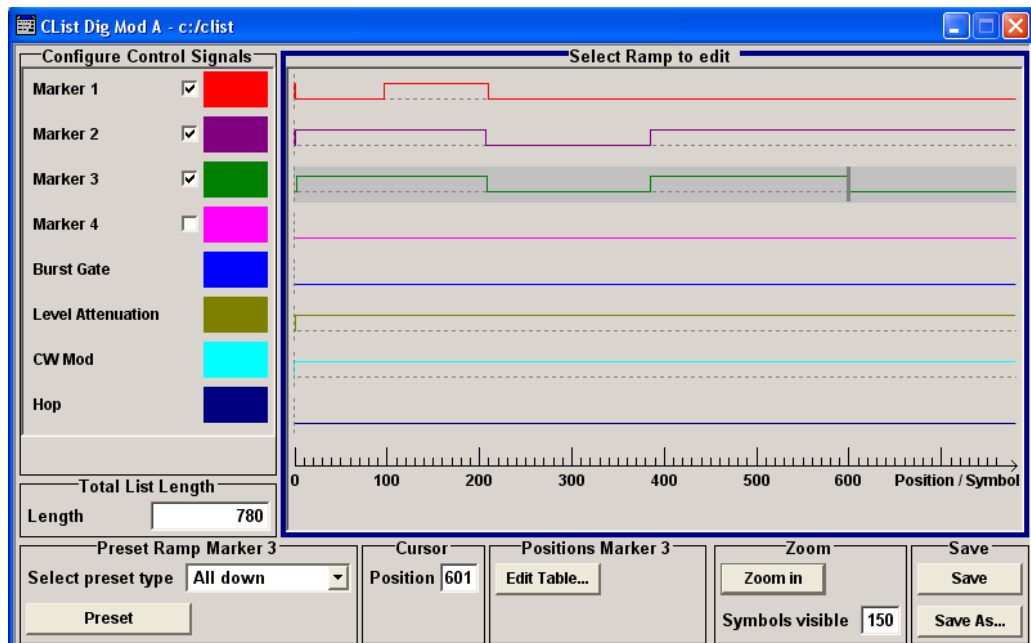 CList Dig Mod A - c:/clist
Configure Control Signals
Marker 1
Marker 2
Marker 3
Marker 4
Burst Gate
Level Attenuation
CW Mod
Hop
Select Ramp to edit
0 100 200 300 400 500 600 Position / Symbol
Total List Length
Length 780
Preset Ramp Marker 3
Select preset type All down
Preset
Cursor
Position 601
Positions Marker 3
Edit Table...
Zoom
Zoom in
Symbols visible 150
Save
Save
Save As...